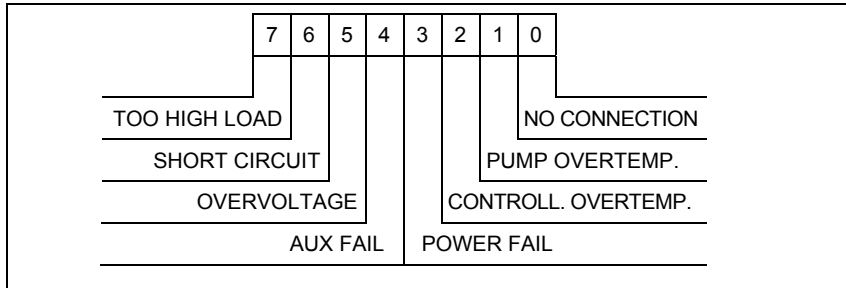 7 6 5 4 3 2 1 0
TOO HIGH LOAD NO CONNECTION
SHORT CIRCUIT PUMP OVERTEMP.
OVERVOLTAGE CONTROLL. OVERTEMP.
AUX FAIL POWER FAIL